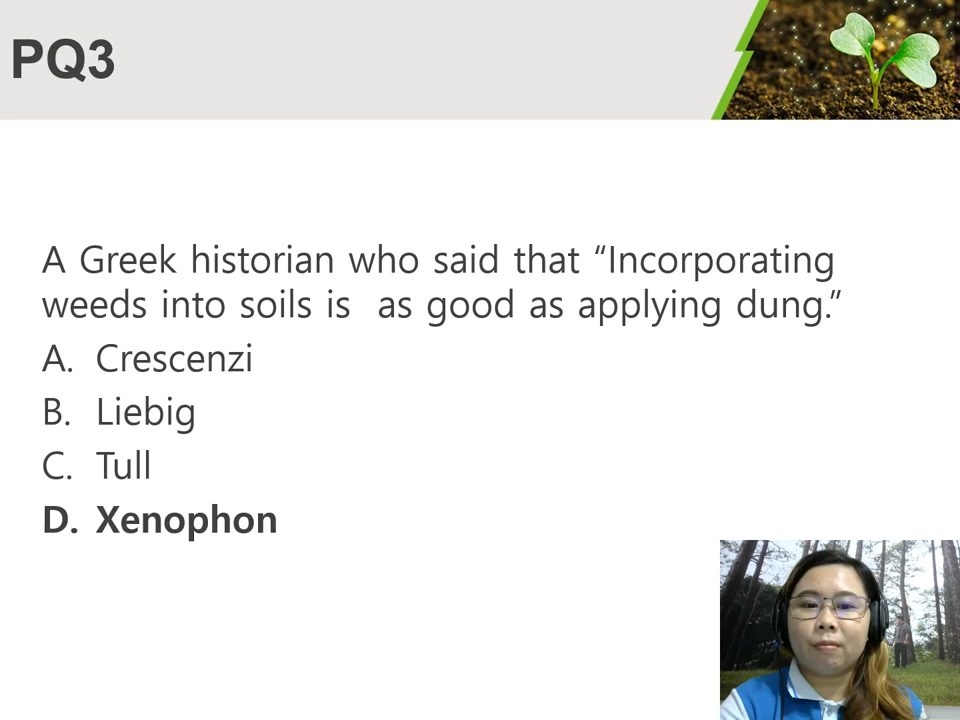 PQ3
A Greek historian who said that “Incorporating
weeds into soils is  as good as applying dung.”
A. Crescenzi
B. Liebig
C. Tull
D. Xenophon